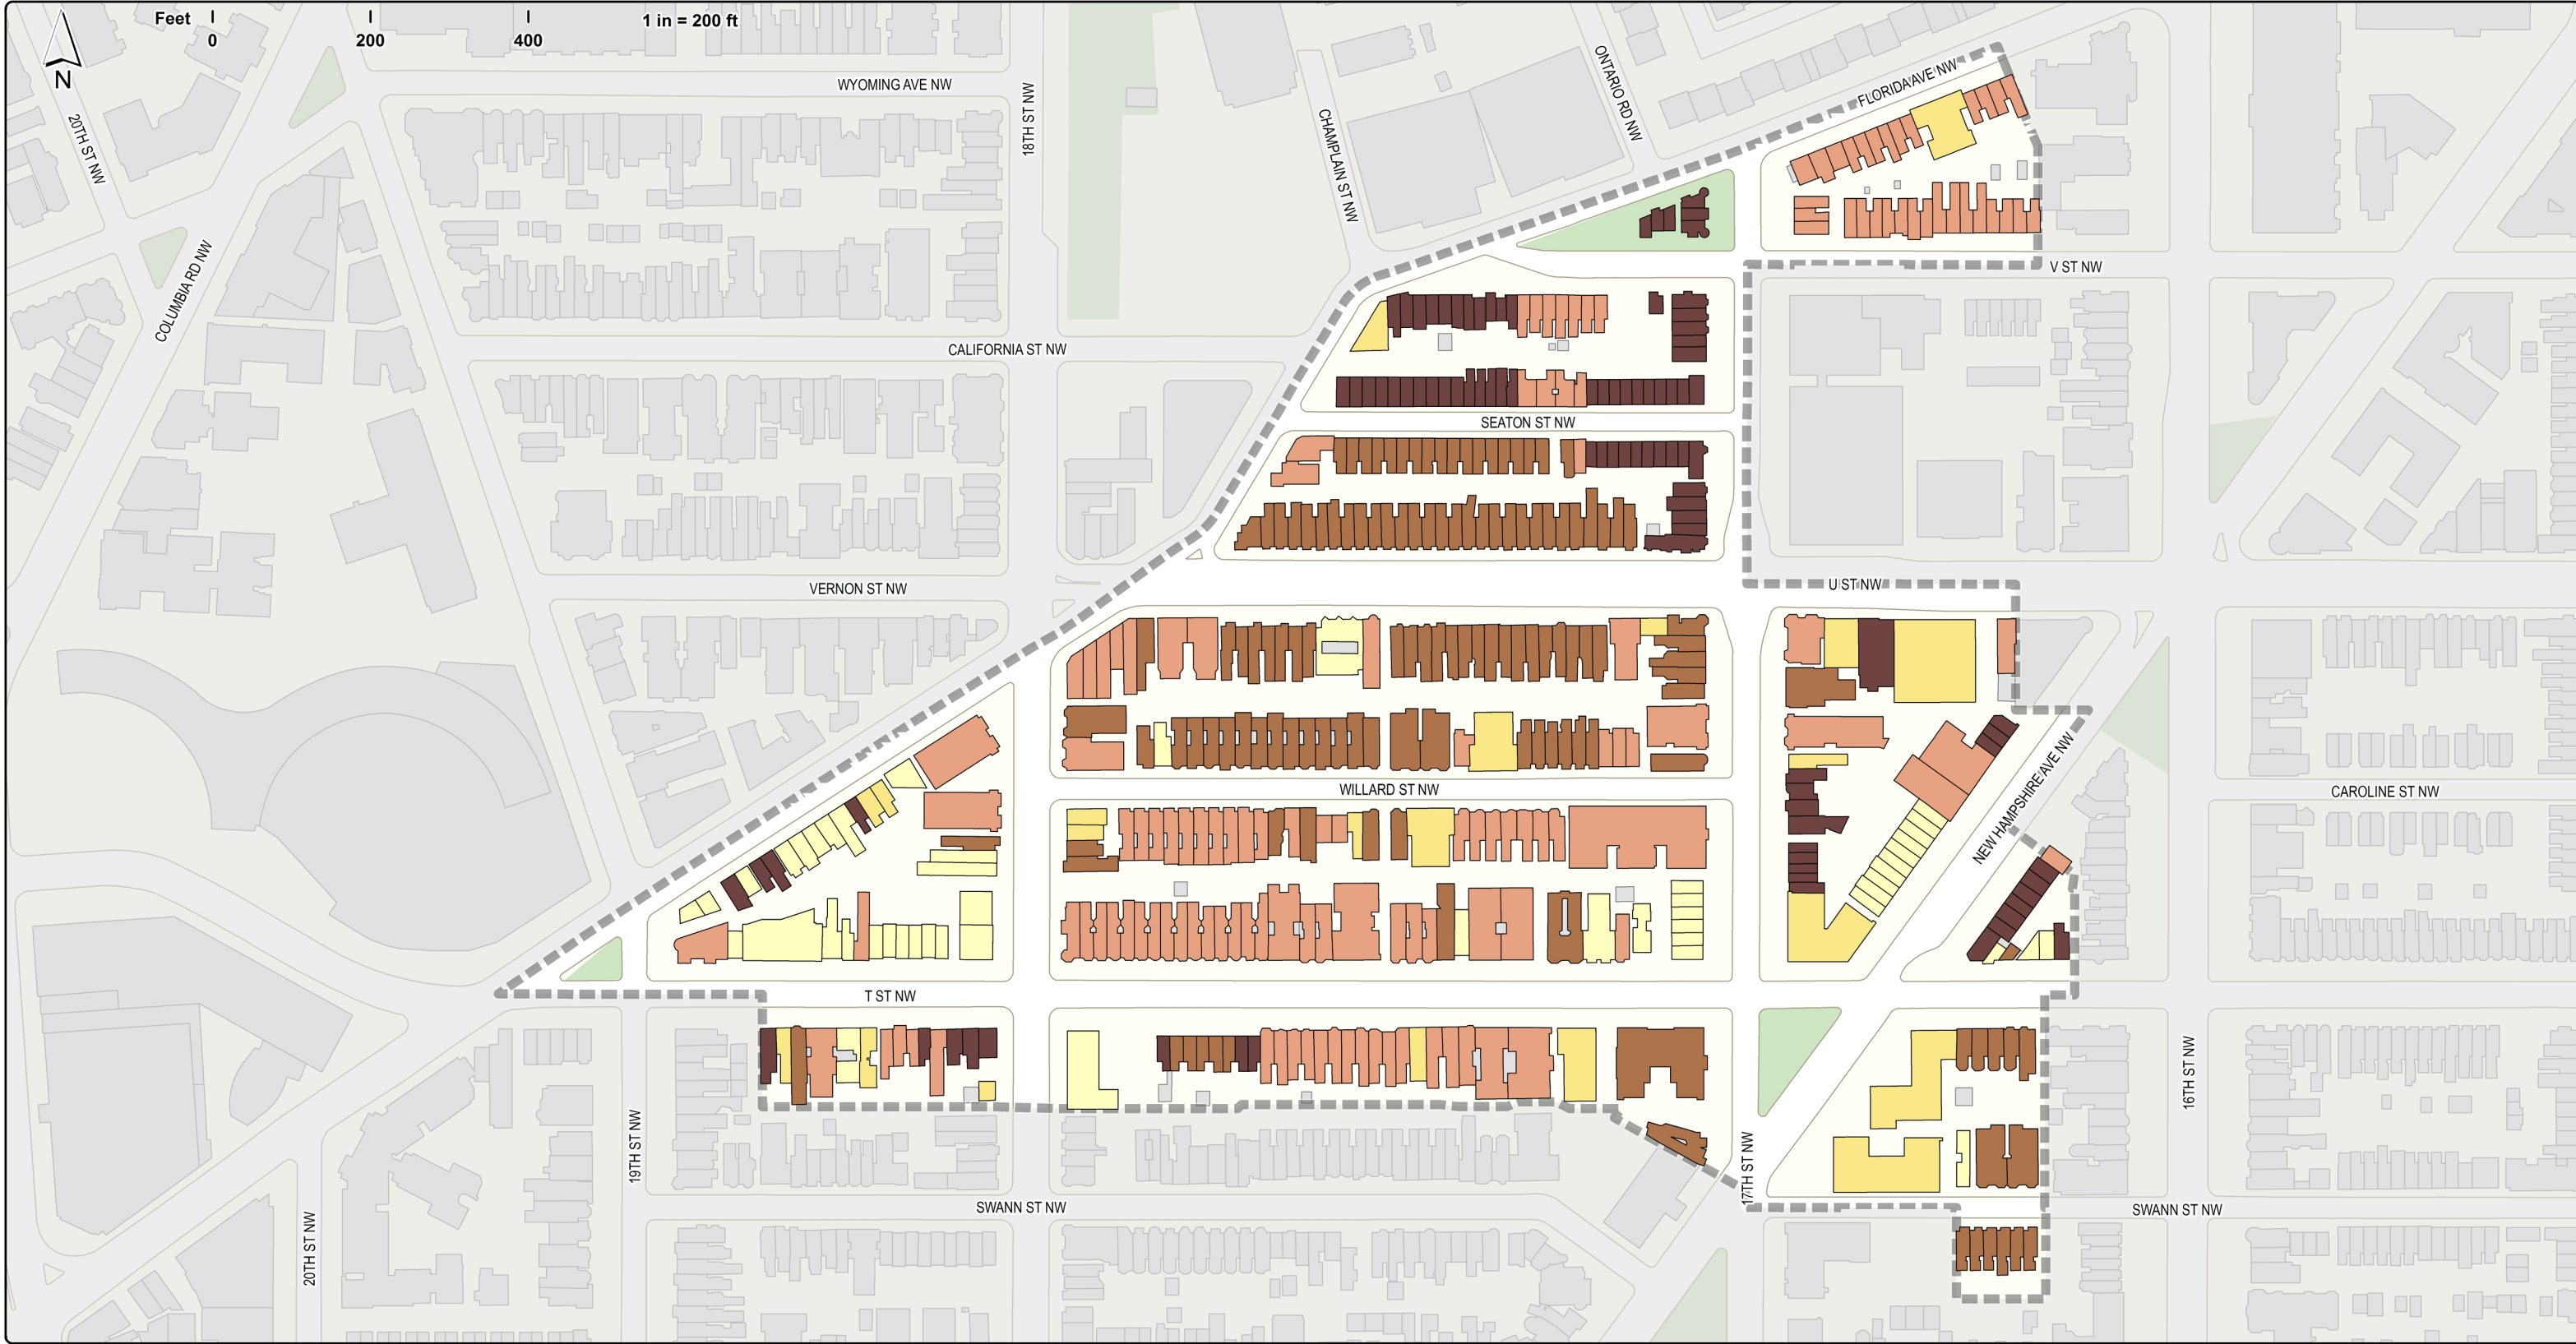 Feet
0
200
400
1 in = 200 ft
N
WYOMING AVE NW
20TH ST NW
18TH ST NW
CHAMPLAIN ST NW
ONTARIO RD NW
FLORIDA AVE NW
COLUMBIA RD NW
V ST NW
CALIFORNIA ST NW
SEATON ST NW
VERNON ST NW
U ST NW
WILLARD ST NW
CAROLINE ST NW
NEW HAMPSHIRE AVE NW
T ST NW
19TH ST NW
17TH ST NW
16TH ST NW
20TH ST NW
SWANN ST NW
SWANN ST NW